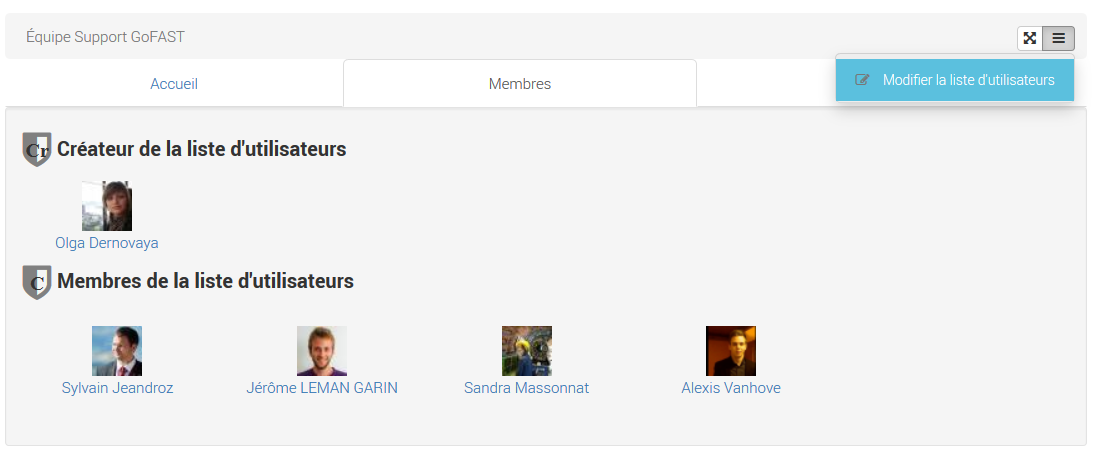 Équipe Support GoFAST
Accueil
Membres
Modifier la liste d'utilisateurs
Cr Créateur de la liste d'utilisateurs
Olga Dernovaya
C Membres de la liste d'utilisateurs
Sylvain Jeandroz
Jérôme LEMAN GARIN
Sandra Massonnat
Alexis Vanhove